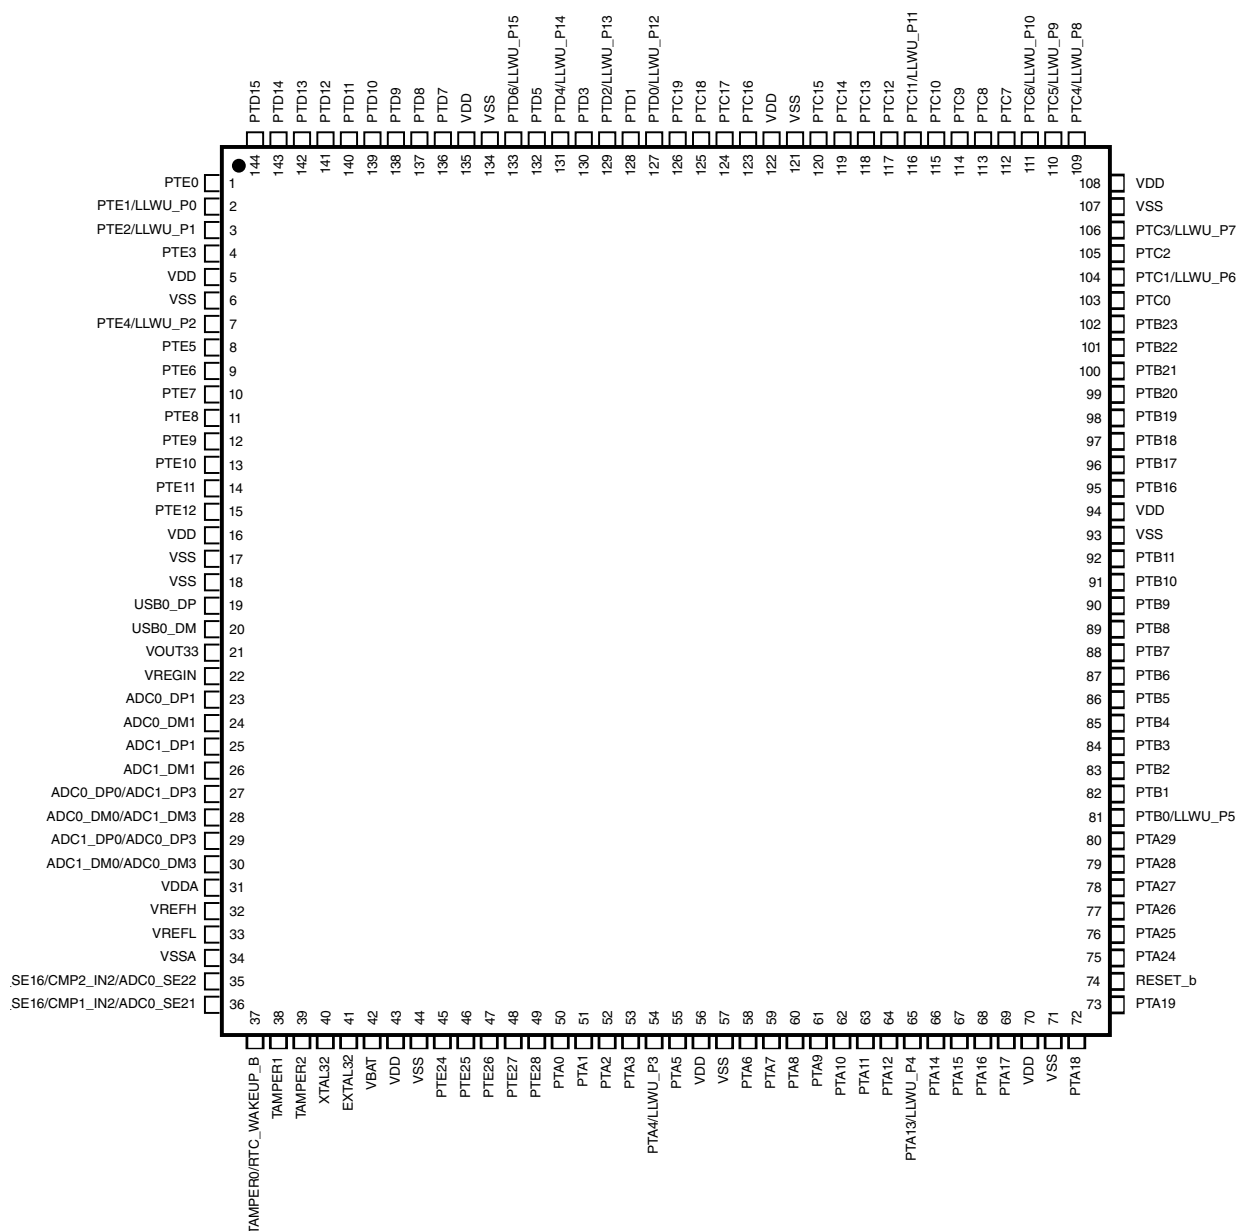 PTD15
PTD14
PTD13
PTD12
PTD11
PTD10
PTD9
PTD8
PTD7
VDD
VSS
PTD6/LLWU_P15
PTD5
PTD4/LLWU_P14
PTD3
PTD2/LLWU_P13
PTD1
PTD0/LLWU_P12
PTC19
PTC18
PTC17
PTC16
VDD
VSS
PTC15
PTC14
PTC13
PTC12
PTC11/LLWU_P11
PTC10
PTC9
PTC8
PTC7
PTC6/LLWU_P10
PTC5/LLWU_P9
PTC4/LLWU_P8
144
143
142
141
140
139
138
137
136
135
134
133
132
131
130
129
128
127
126
125
124
123
122
121
120
119
118
117
116
115
114
113
112
111
110
109
PTE0 1
PTE1/LLWU_P0 2
PTE2/LLWU_P1 3
PTE3 4
VDD 5
VSS 6
PTE4/LLWU_P2 7
PTE5 8
PTE6 9
PTE7 10
PTE8 11
PTE9 12
PTE10 13
PTE11 14
PTE12 15
VDD 16
VSS 17
VSS 18
USB0_DP 19
USB0_DM 20
VOUT33 21
VREGIN 22
ADC0_DP1 23
ADC0_DM1 24
ADC1_DP1 25
ADC1_DM1 26
ADC0_DP0/ADC1_DP3 27
ADC0_DM0/ADC1_DM3 28
ADC1_DP0/ADC0_DP3 29
ADC1_DM0/ADC0_DM3 30
VDDA 31
VREFH 32
VREFL 33
VSSA 34
SE16/CMP2_IN2/ADC0_SE22 35
SE16/CMP1_IN2/ADC0_SE21 36
108 VDD
107 VSS
106 PTC3/LLWU_P7
105 PTC2
104 PTC1/LLWU_P6
103 PTC0
102 PTB23
101 PTB22
100 PTB21
99 PTB20
98 PTB19
97 PTB18
96 PTB17
95 PTB16
94 VDD
93 VSS
92 PTB11
91 PTB10
90 PTB9
89 PTB8
88 PTB7
87 PTB6
86 PTB5
85 PTB4
84 PTB3
83 PTB2
82 PTB1
81 PTB0/LLWU_P5
80 PTA29
79 PTA28
78 PTA27
77 PTA26
76 PTA25
75 PTA24
74 RESET_b
73 PTA19
37
38
39
40
41
42
43
44
45
46
47
48
49
50
51
52
53
54
55
56
57
58
59
60
61
62
63
64
65
66
67
68
69
70
71
72
TAMPER0/RTC_WAKEUP_B
TAMPER1
TAMPER2
XTAL32
EXTAL32
VBAT
VDD
VSS
PTE24
PTE25
PTE26
PTE27
PTE28
PTA0
PTA1
PTA2
PTA3
PTA4/LLWU_P3
PTA5
VDD
VSS
PTA6
PTA7
PTA8
PTA9
PTA10
PTA11
PTA12
PTA13/LLWU_P4
PTA14
PTA15
PTA16
PTA17
VDD
VSS
PTA18